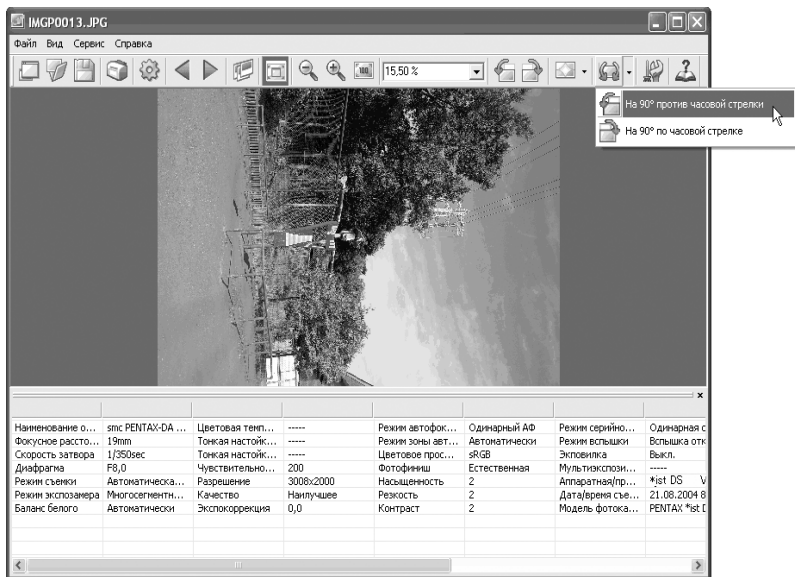 IMGP0013.JPG
Файл Вид Сервис Справка
100
15,50 %
На 90° против часовой стрелки
На 90° по часовой стрелке
Наименование о... smc PENTAX-DA ... Цветовая темп... ----- Режим автофок... Одинарный АФ Режим серийно... Одинарная с
Фокусное рассто... 19mm Тонкая настойк... ----- Режим зоны авт... Автоматически Режим вспышки Вспышка отк
Скорость затвора 1/350sec Тонкая настойк... ----- Цветовое прос... sRGB Экповилка Выкл.
Диафрагма F8,0 Чувствительно... 200 Фотофиниш Естественная Мультиэкспози... -----
Режим съемки Автоматическа... Разрешение 3008x2000 Насыщенность 2 Аппаратная/пр... *ist DS V
Режим экспозамера Многосегментн... Качество Наилучшее Резкость 2 Дата/время съе... 21.08.2004 8
Баланс белого Автоматически Экспокоррекция 0,0 Контраст 2 Модель фотока... PENTAX *ist D